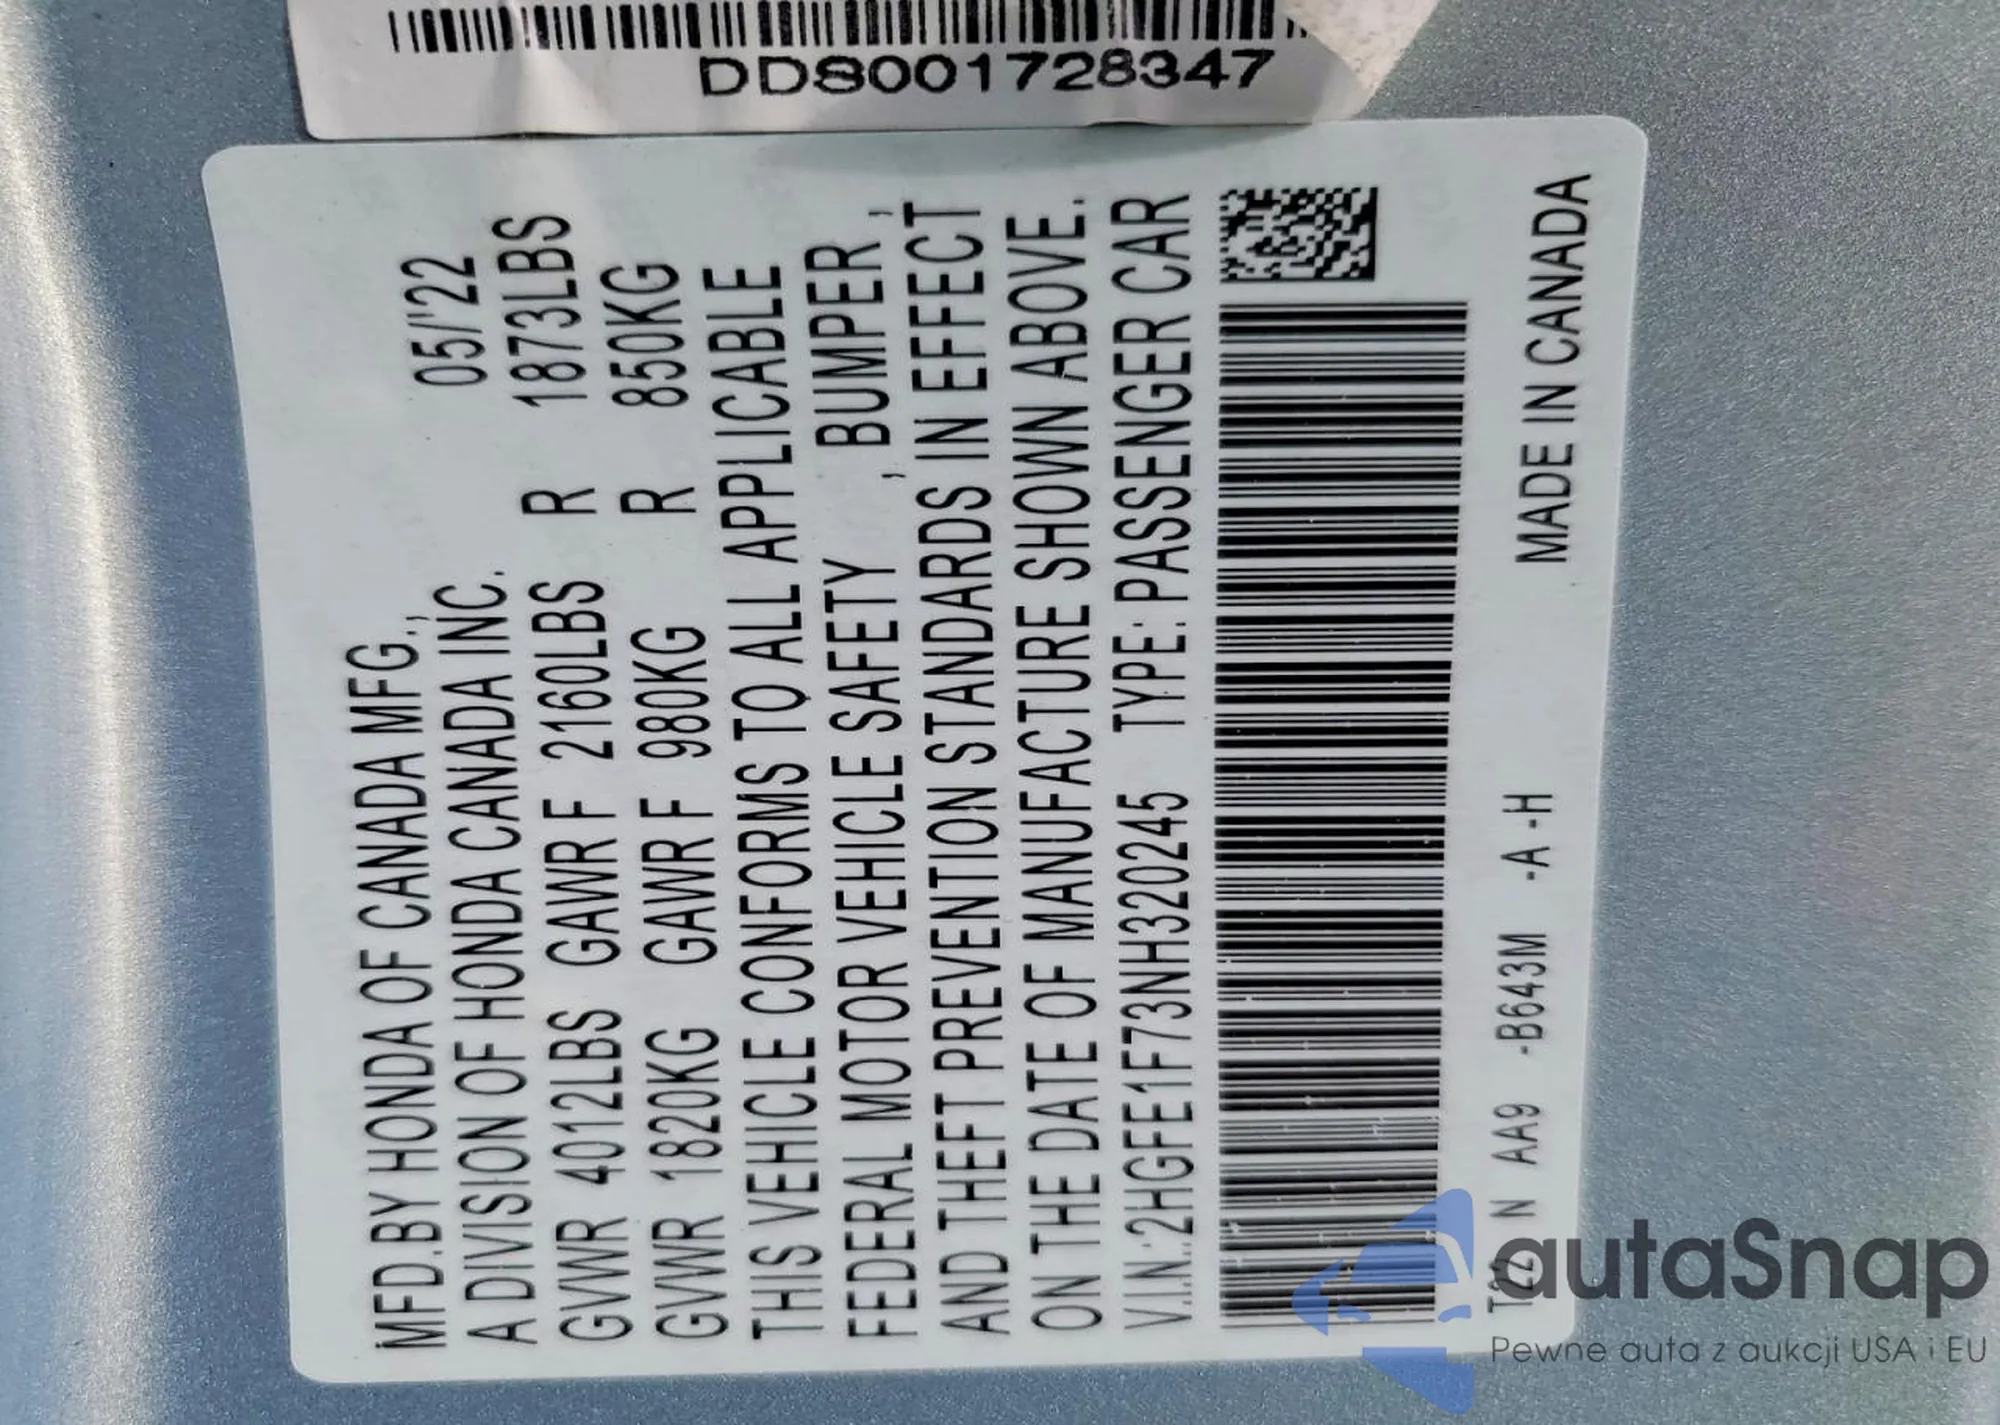 DDS001728347
MFD.BY HONDA OF CANADA MFG.,
A DIVISION OF HONDA CANADA INC. 05/'22
GVWR 4012LBS GAWR F 2160LBS R 1873LBS
GVWR 1820KG GAWR F 980KG R 850KG
THIS VEHICLE CONFORMS TO ALL APPLICABLE
FEDERAL MOTOR VEHICLE SAFETY , BUMPER ,
AND THEFT PREVENTION STANDARDS IN EFFECT
ON THE DATE OF MANUFACTURE SHOWN ABOVE.
V.I.N.:2HGFE1F73NH320245 TYPE: PASSENGER CAR
T22 N AA9 -B643M -A -H MADE IN CANADA
autaSnap
Pewne auta z aukcji USA i EU